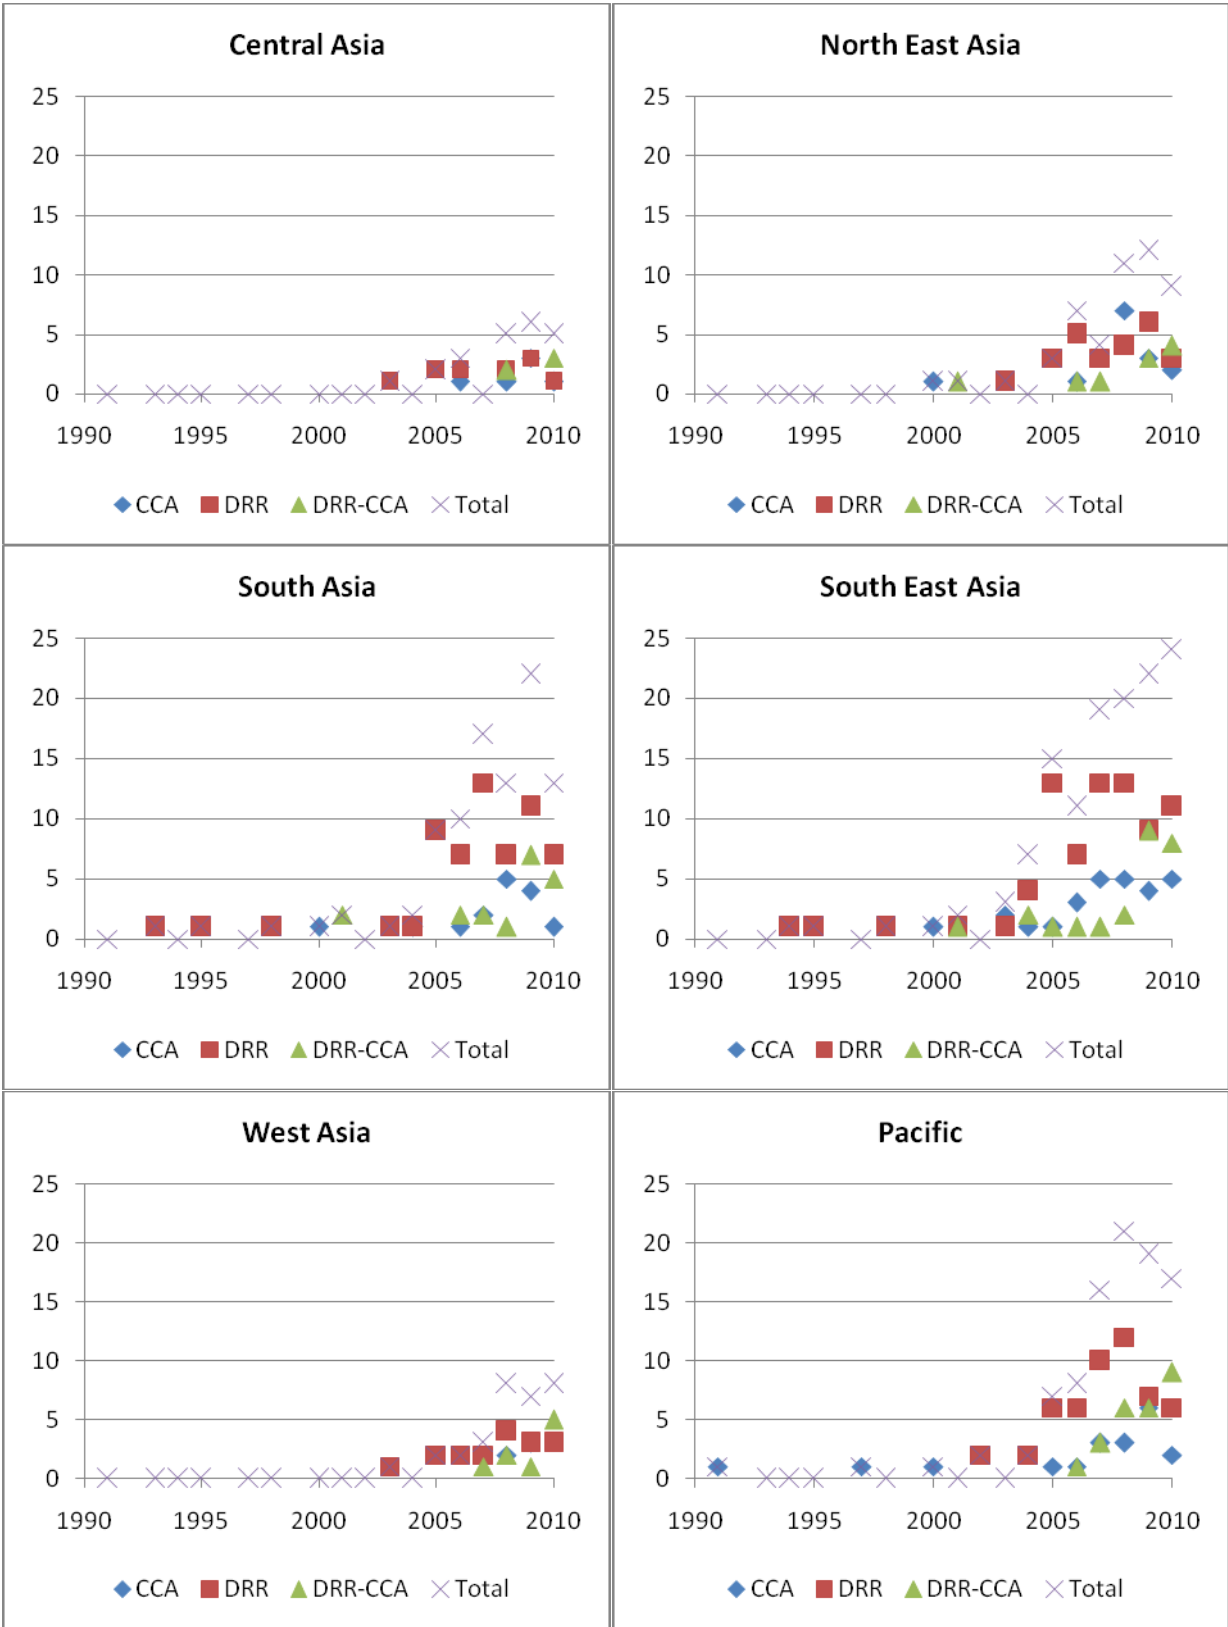 Central Asia
25
20
15
10
5
0
1990 1995 2000 2005 2010
CCA DRR DRR-CCA Total
North East Asia
25
20
15
10
5
0
1990 1995 2000 2005 2010
CCA DRR DRR-CCA Total
South Asia
25
20
15
10
5
0
1990 1995 2000 2005 2010
CCA DRR DRR-CCA Total
South East Asia
25
20
15
10
5
0
1990 1995 2000 2005 2010
CCA DRR DRR-CCA Total
West Asia
25
20
15
10
5
0
1990 1995 2000 2005 2010
CCA DRR DRR-CCA Total
Pacific
25
20
15
10
5
0
1990 1995 2000 2005 2010
CCA DRR DRR-CCA Total